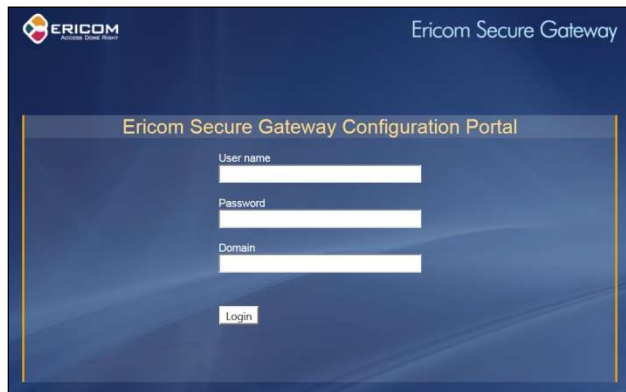 ERICOM
ACCESS DONE RIGHT
Ericom Secure Gateway
Ericom Secure Gateway Configuration Portal
User name
Password
Domain
Login